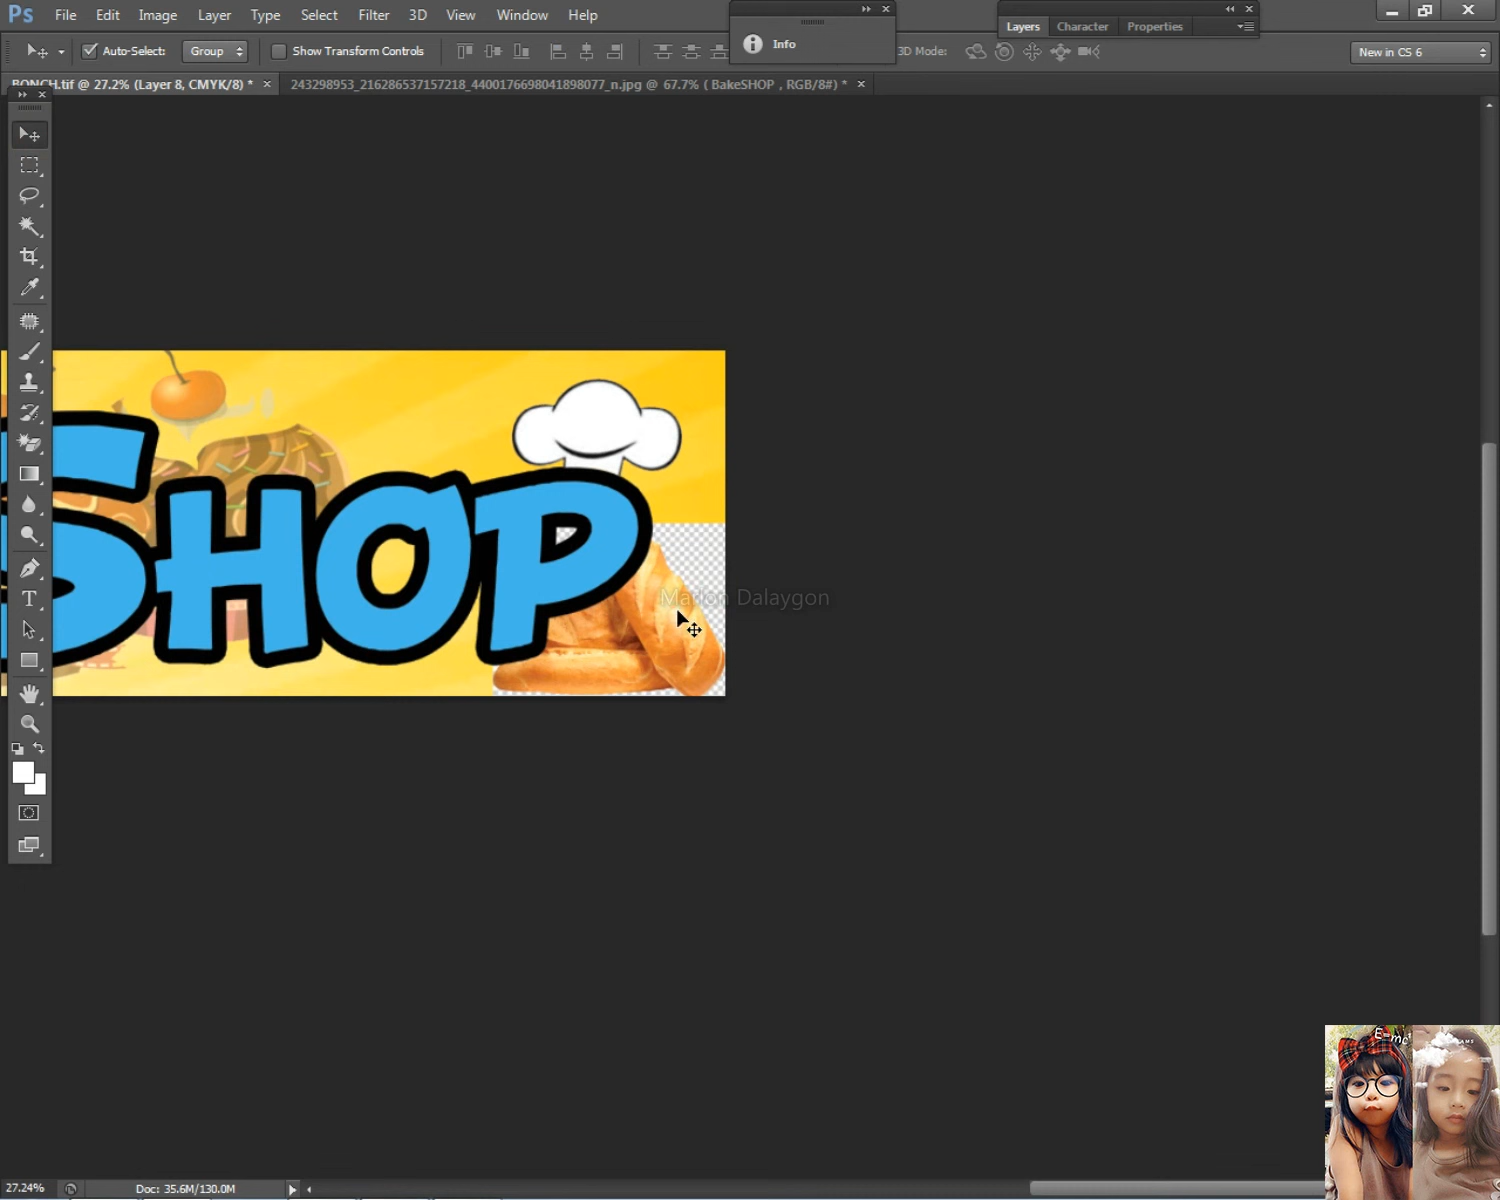 Ps File Edit Image Layer Type Select Filter 3D View Window Help
Layers Character Properties
Auto-Select: Group Show Transform Controls
Info
3D Mode:
New in CS 6
BONCH.tif @ 27.2% (Layer 8, CMYK/8) *
243298953_216286537157218_4400176698041898077_n.jpg @ 67.7% ( BakeSHOP , RGB/8#) *
SHOP
Marlon Dalaygon
T
E=mc²
27.24% Doc: 35.6M/130.0M